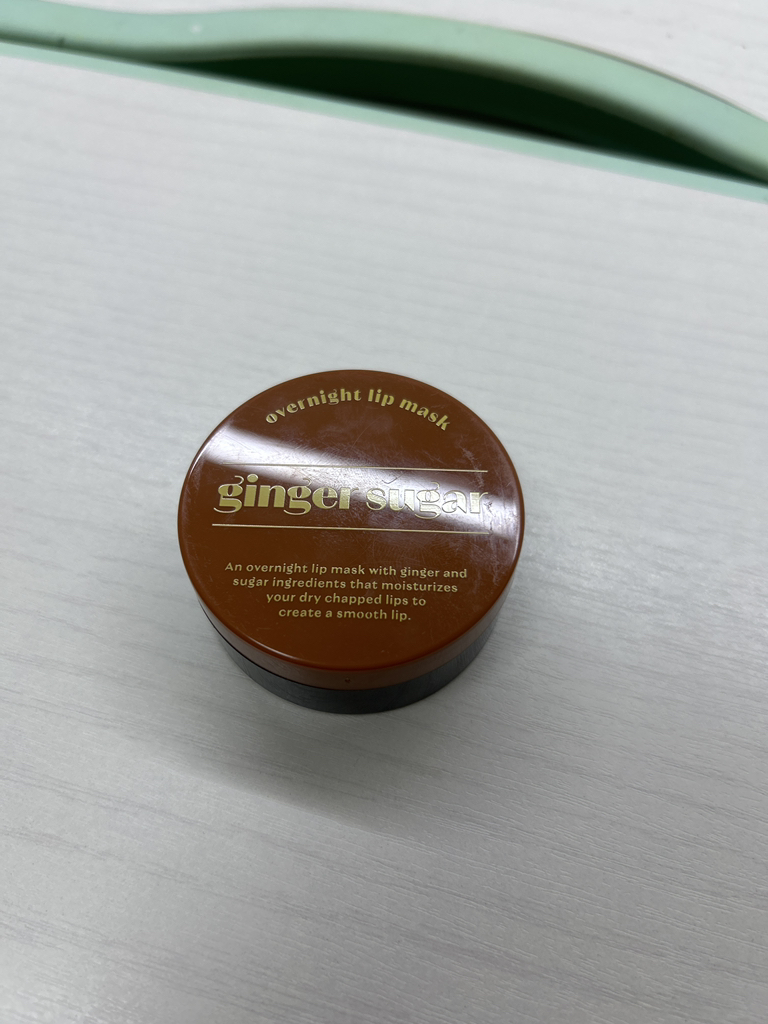 overnight lip mask
ginger sugar
An overnight lip mask with ginger and
sugar ingredients that moisturizes
your dry chapped lips to
create a smooth lip.